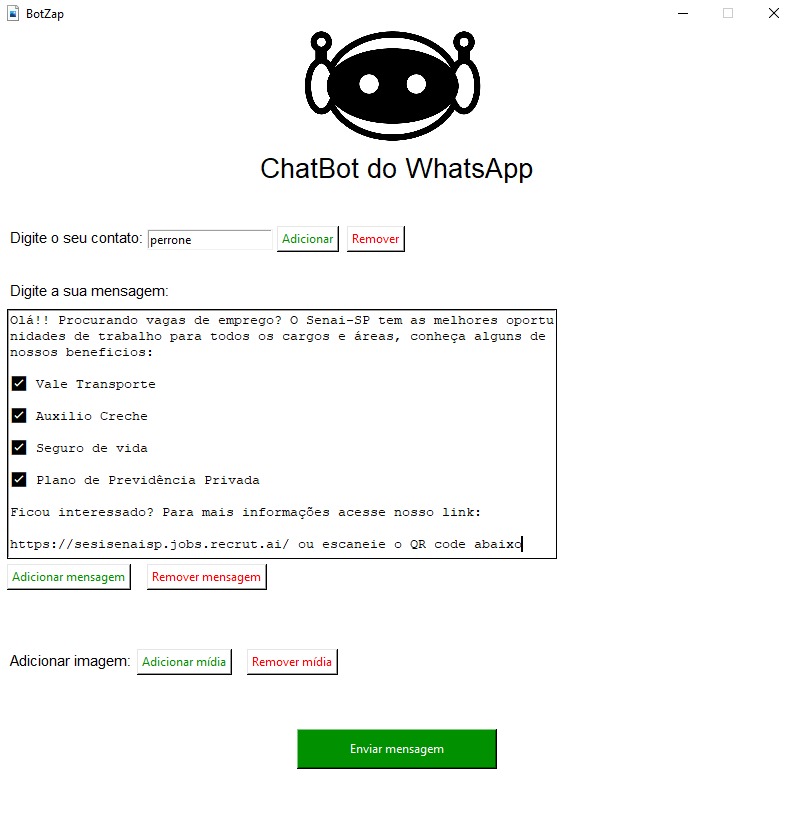 BotZap
ChatBot do WhatsApp
Digite o seu contato: perrone Adicionar Remover
Digite a sua mensagem:
Olá!! Procurando vagas de emprego? O Senai-SP tem as melhores oportu
nidades de trabalho para todos os cargos e áreas, conheça alguns de
nossos beneficios:
Vale Transporte
Auxilio Creche
Seguro de vida
Plano de Previdência Privada
Ficou interessado? Para mais informações acesse nosso link:
https://sesisenaisp.jobs.recrut.ai/ ou escaneie o QR code abaixo
Adicionar mensagem Remover mensagem
Adicionar imagem: Adicionar mídia Remover mídia
Enviar mensagem